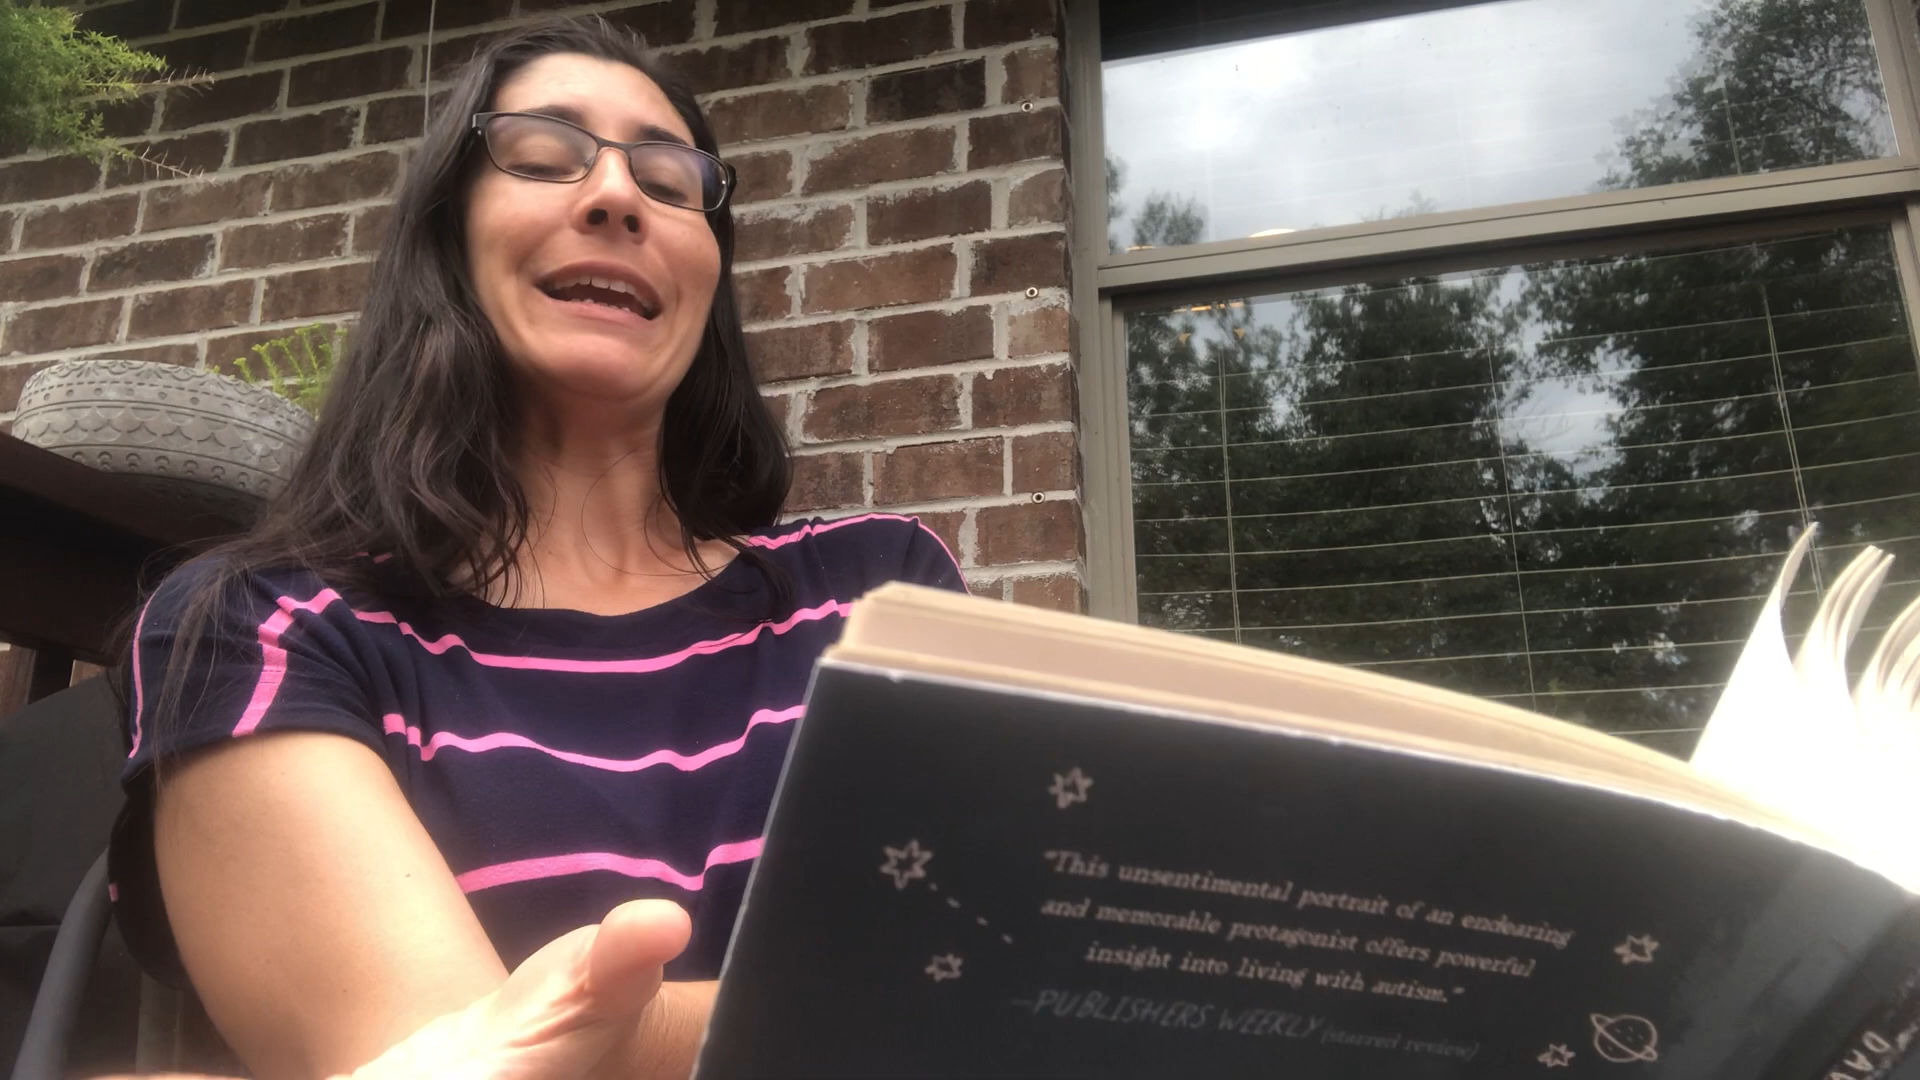 "This unsentimental portrait of an endearing
and memorable protagonist offers powerful
insight into living with autism."
—PUBLISHERS WEEKLY (starred review)